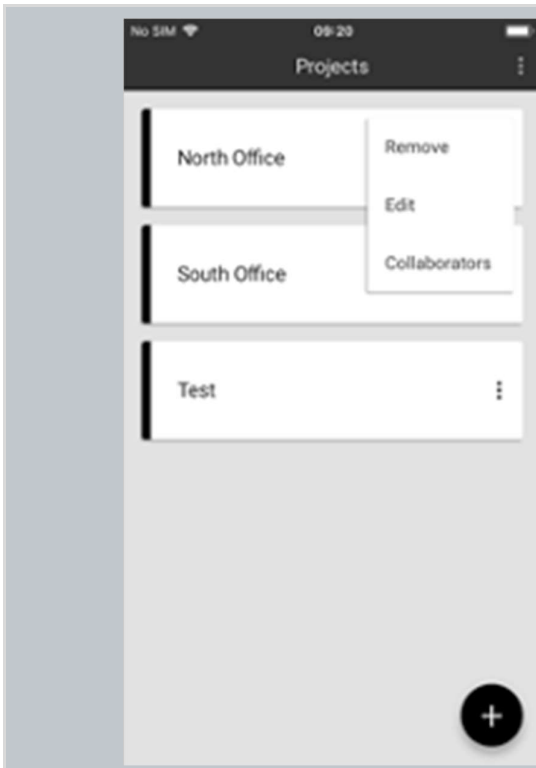 No SIM 09:20
Projects
North Office
Remove
Edit
South Office
Collaborators
Test